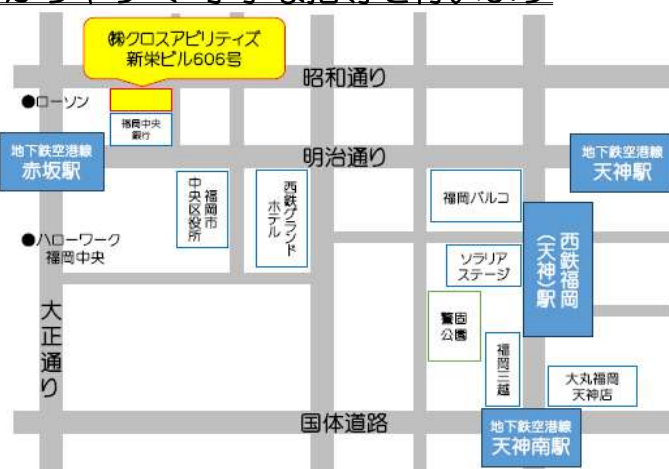 ㈱クロスアビリティズ
新栄ビル606号
昭和通り
●ローソン
福岡中央
銀行
地下鉄空港線
赤坂駅
明治通り
地下鉄空港線
天神駅
福岡市
中央区役所
西鉄グランド
ホテル
福岡パルコ
●ハローワーク
福岡中央
ソラリア
ステージ
西鉄福岡
(天神)駅
大正通り
警固
公園
福岡三越
大丸福岡
天神店
国体道路
地下鉄空港線
天神南駅